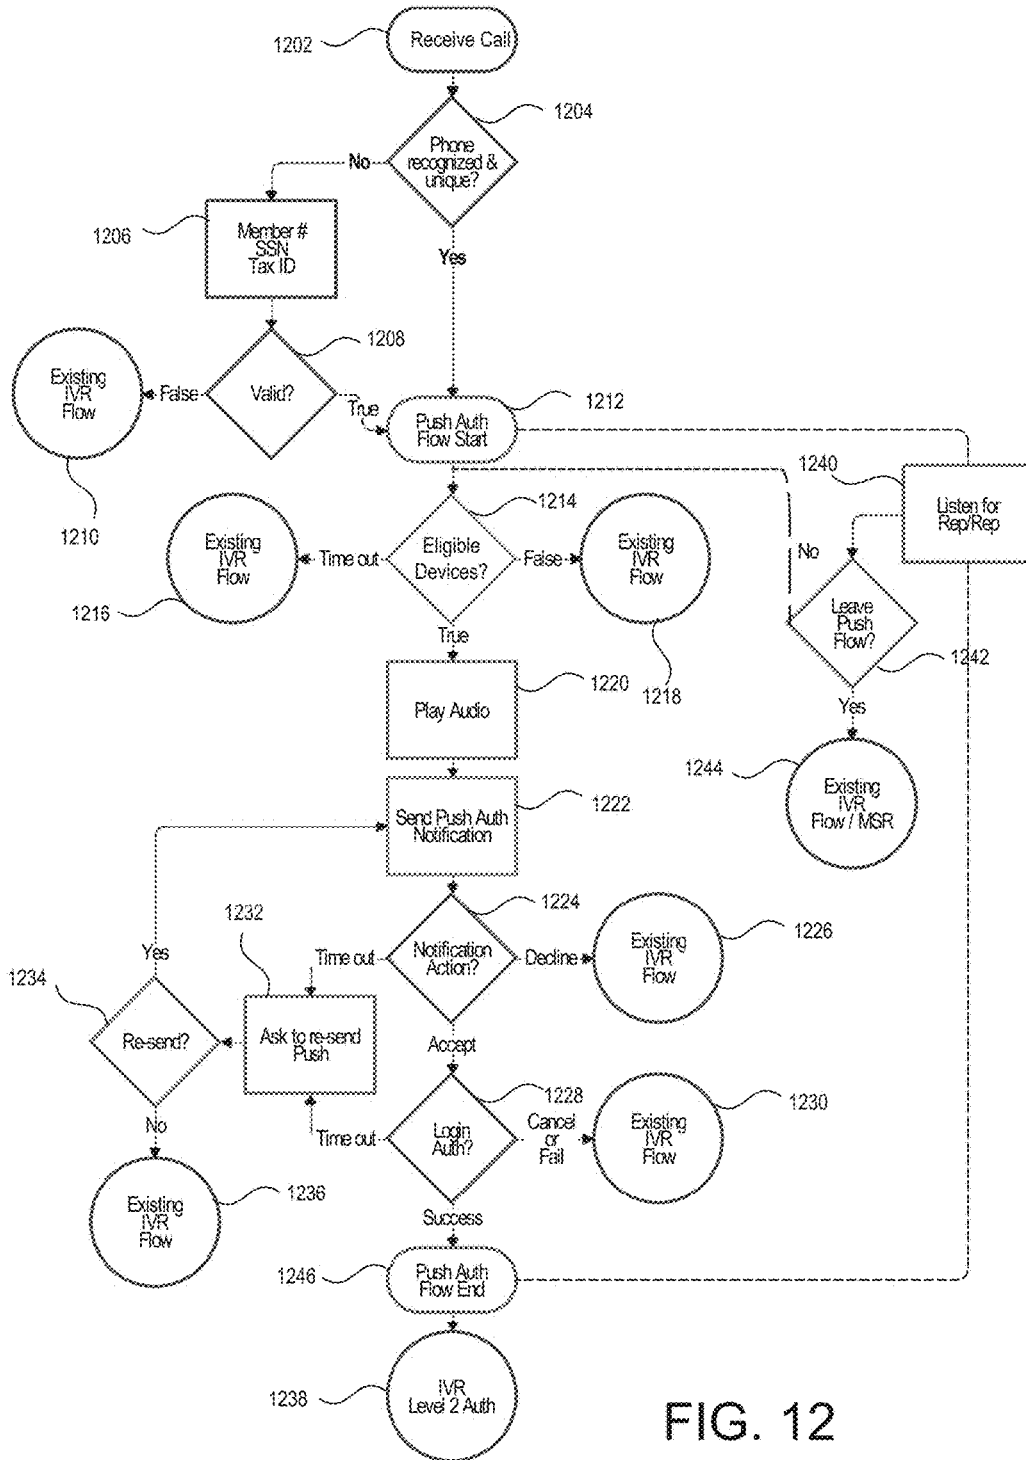 Receive Call
1202
1204
Phone
recognized &
unique?
No
1206
Member #
SSN
Tax ID
Yes
1208
Existing
IVR
Flow
False
Valid?
True
1212
Push Auth
Flow Start
1210
1240
Listen for
Rep/Rep
1214
Existing
IVR
Flow
Time out
Eligible
Devices?
False
Existing
IVR
Flow
No
1216
True
Leave
Push
Flow?
1242
1218
1220
Play Audio
Yes
1244
Existing
IVR
Flow / MSR
1222
Send Push Auth
Notification
1224
1232
1226
Yes
Time out
Notification
Action?
Decline
Existing
IVR
Flow
1234
Re-send?
Ask to re-send
Push
Accept
1228
1230
No
Time out
Login
Auth?
Cancel
or
Fail
Existing
IVR
Flow
1236
Existing
IVR
Flow
Success
1246
Push Auth
Flow End
1238
IVR
Level 2 Auth
FIG. 12